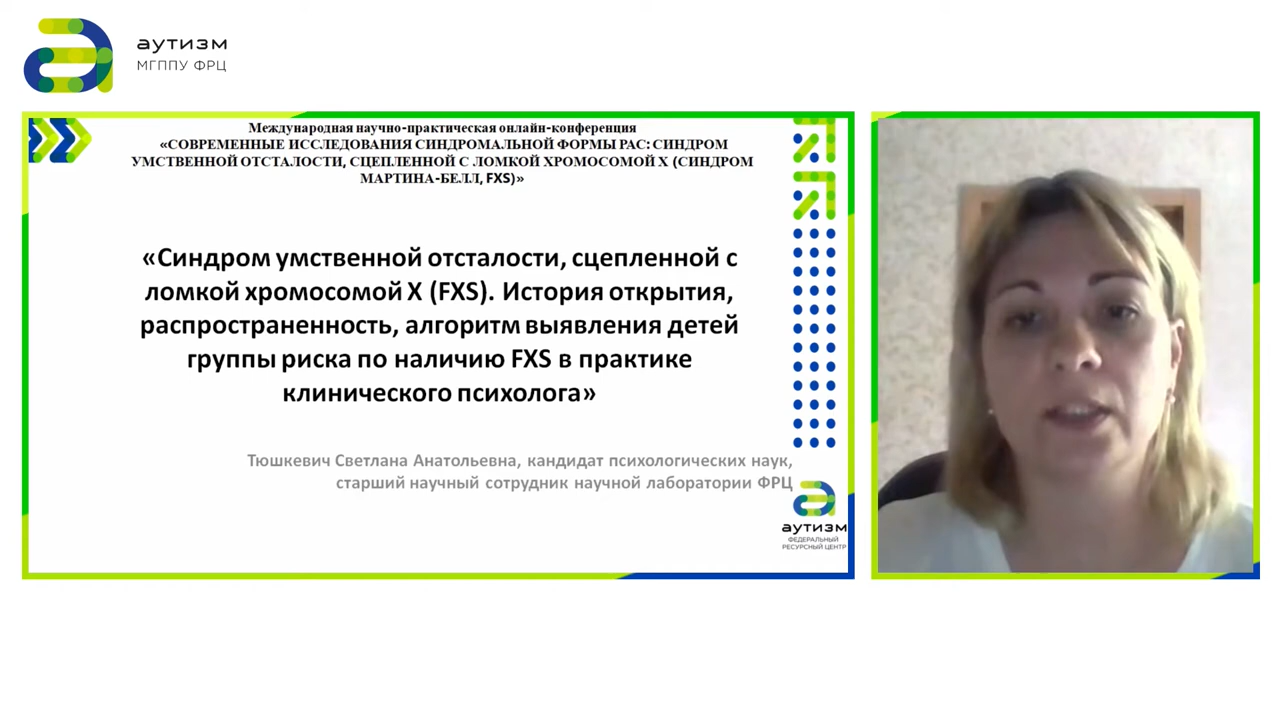 аутизм
МГППУ ФРЦ
Международная научно-практическая онлайн-конференция
«СОВРЕМЕННЫЕ ИССЛЕДОВАНИЯ СИНДРОМАЛЬНОЙ ФОРМЫ РАС: СИНДРОМ
УМСТВЕННОЙ ОТСТАЛОСТИ, СЦЕПЛЕННОЙ С ЛОМКОЙ ХРОМОСОМОЙ X (СИНДРОМ
МАРТИНА-БЕЛЛ, FXS)»
«Синдром умственной отсталости, сцепленной с
ломкой хромосомой X (FXS). История открытия,
распространенность, алгоритм выявления детей
группы риска по наличию FXS в практике
клинического психолога»
Тюшкевич Светлана Анатольевна, кандидат психологических наук,
старший научный сотрудник научной лаборатории ФРЦ
аутизм
ФЕДЕРАЛЬНЫЙ
РЕСУРСНЫЙ ЦЕНТР